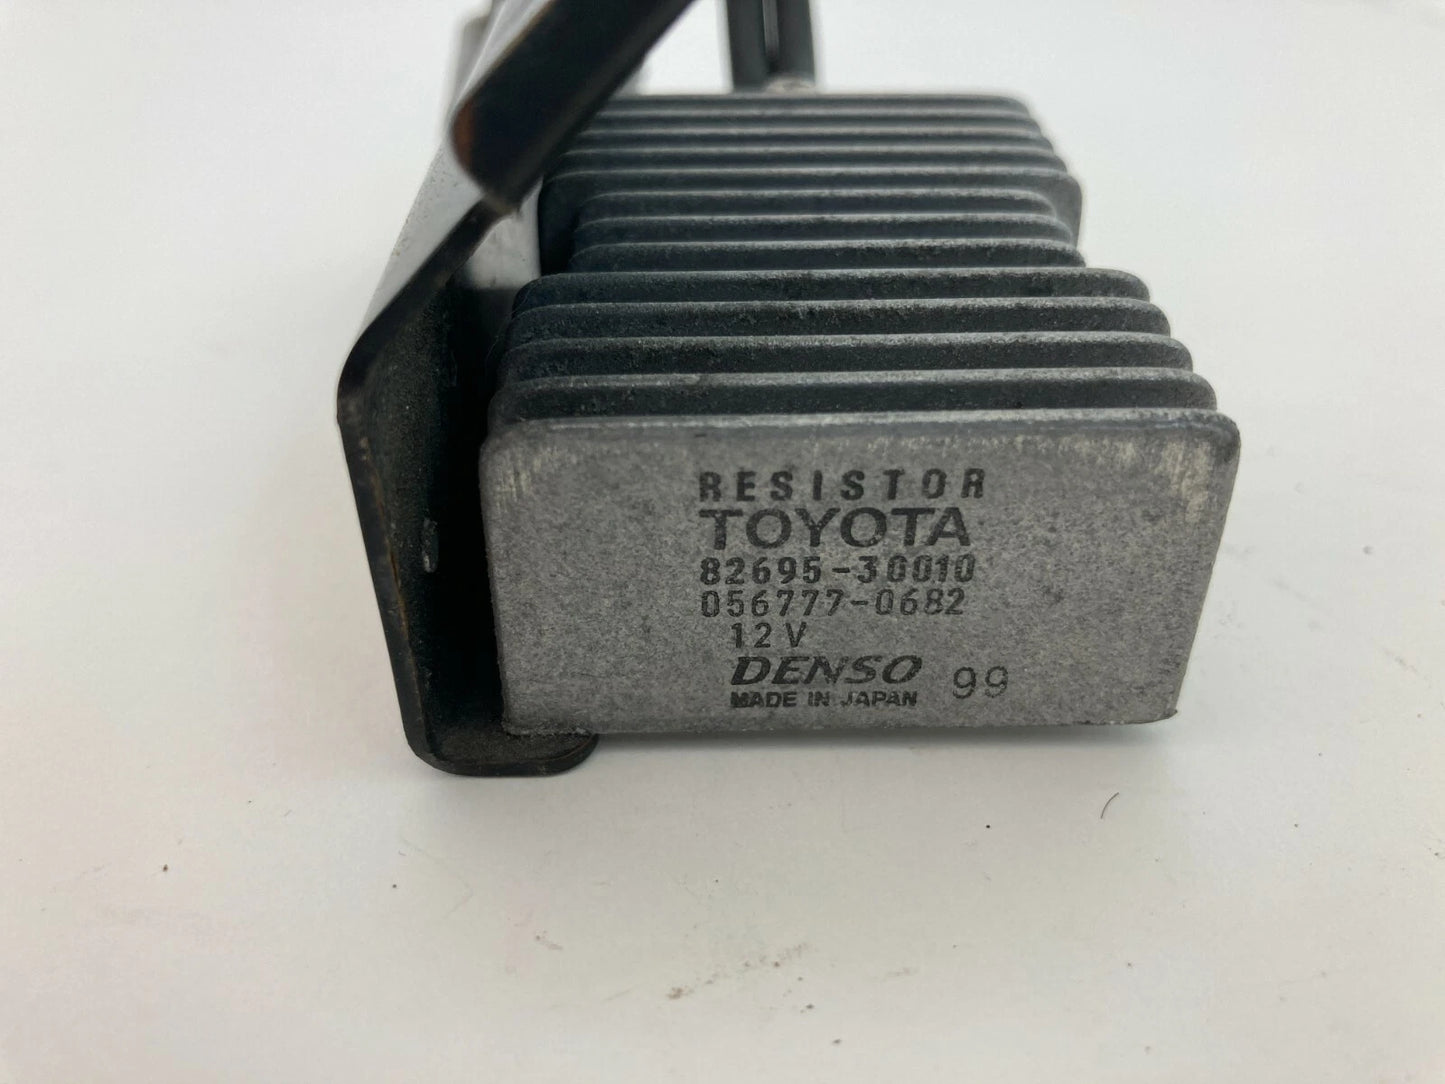 RESISTOR
TOYOTA
82695-30010
056777-0682
12V
DENSO
MADE IN JAPAN 99